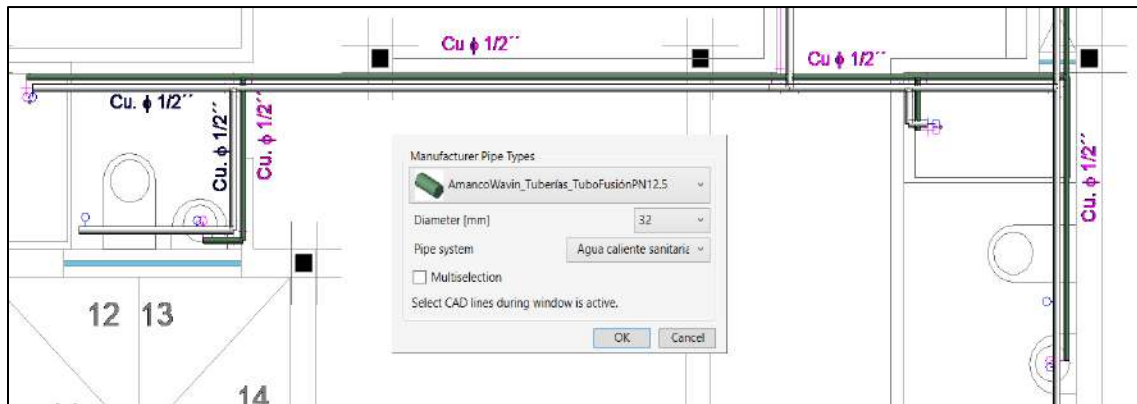 Cu ϕ 1/2´´
Cu ϕ 1/2´´
Cu. ϕ 1/2´´
Cu. ϕ 1/2´´
Cu. ϕ 1/2´´
Cu. ϕ 1/2´´
Manufacturer Pipe Types
AmancoWavin_Tuberías_TuboFusiónPN12.5
Diameter [mm]
32
Pipe system
Agua caliente sanitaria
Multiselection
Select CAD lines during window is active.
OK
Cancel
12
13
14